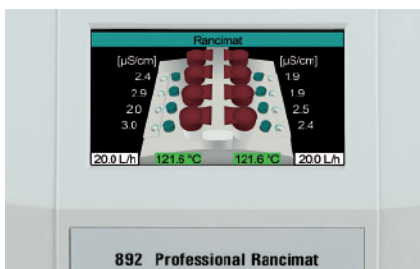 Rancimat
[µS/cm] [µS/cm]
2.4 1.9
2.9 1.9
2.0 2.5
3.0 2.4
20.0 L/h 121.6 °C 121.6 °C 20.0 L/h
892 Professional Rancimat